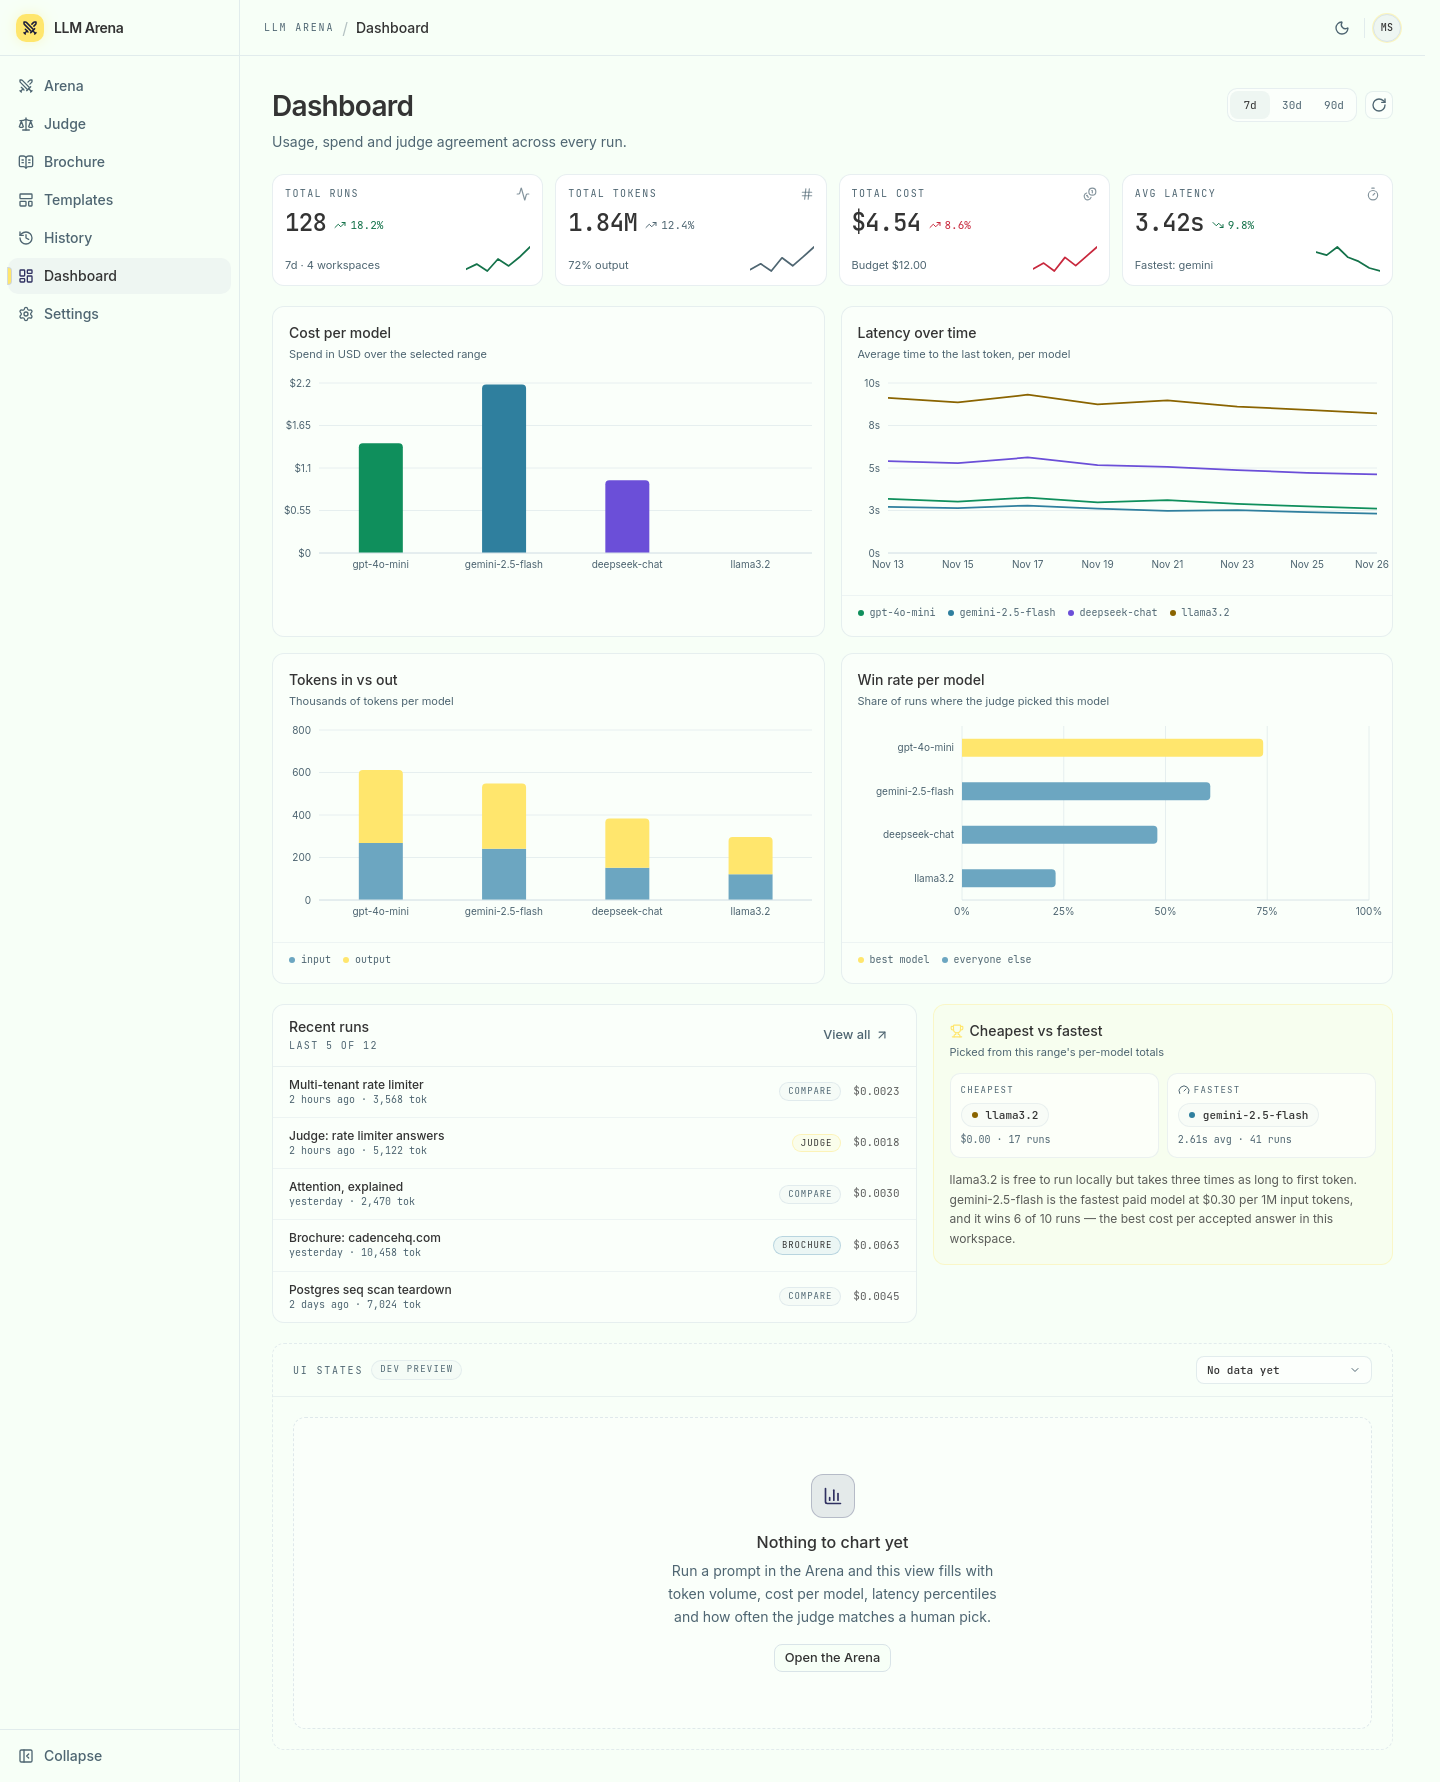 LLM Arena
LLM ARENA / Dashboard
MS
Arena
Judge
Brochure
Templates
History
Dashboard
Settings
Collapse
Dashboard
Usage, spend and judge agreement across every run.
7d 30d 90d
TOTAL RUNS
128 18.2%
7d · 4 workspaces
TOTAL TOKENS
1.84M 12.4%
72% output
TOTAL COST
$4.54 8.6%
Budget $12.00
AVG LATENCY
3.42s 9.8%
Fastest: gemini
Cost per model
Spend in USD over the selected range
$2.2
$1.65
$1.1
$0.55
$0
gpt-4o-mini gemini-2.5-flash deepseek-chat llama3.2
Latency over time
Average time to the last token, per model
10s
8s
5s
3s
0s
Nov 13 Nov 15 Nov 17 Nov 19 Nov 21 Nov 23 Nov 25 Nov 26
gpt-4o-mini gemini-2.5-flash deepseek-chat llama3.2
Tokens in vs out
Thousands of tokens per model
800
600
400
200
0
gpt-4o-mini gemini-2.5-flash deepseek-chat llama3.2
input output
Win rate per model
Share of runs where the judge picked this model
gpt-4o-mini
gemini-2.5-flash
deepseek-chat
llama3.2
0% 25% 50% 75% 100%
best model everyone else
Recent runs
LAST 5 OF 12
View all
Multi-tenant rate limiter
2 hours ago · 3,568 tok
COMPARE $0.0023
Judge: rate limiter answers
2 hours ago · 5,122 tok
JUDGE $0.0018
Attention, explained
yesterday · 2,470 tok
COMPARE $0.0030
Brochure: cadencehq.com
yesterday · 10,458 tok
BROCHURE $0.0063
Postgres seq scan teardown
2 days ago · 7,024 tok
COMPARE $0.0045
Cheapest vs fastest
Picked from this range's per-model totals
CHEAPEST
llama3.2
$0.00 · 17 runs
FASTEST
gemini-2.5-flash
2.61s avg · 41 runs
llama3.2 is free to run locally but takes three times as long to first token.
gemini-2.5-flash is the fastest paid model at $0.30 per 1M input tokens,
and it wins 6 of 10 runs — the best cost per accepted answer in this
workspace.
UI STATES DEV PREVIEW
No data yet
Nothing to chart yet
Run a prompt in the Arena and this view fills with
token volume, cost per model, latency percentiles
and how often the judge matches a human pick.
Open the Arena